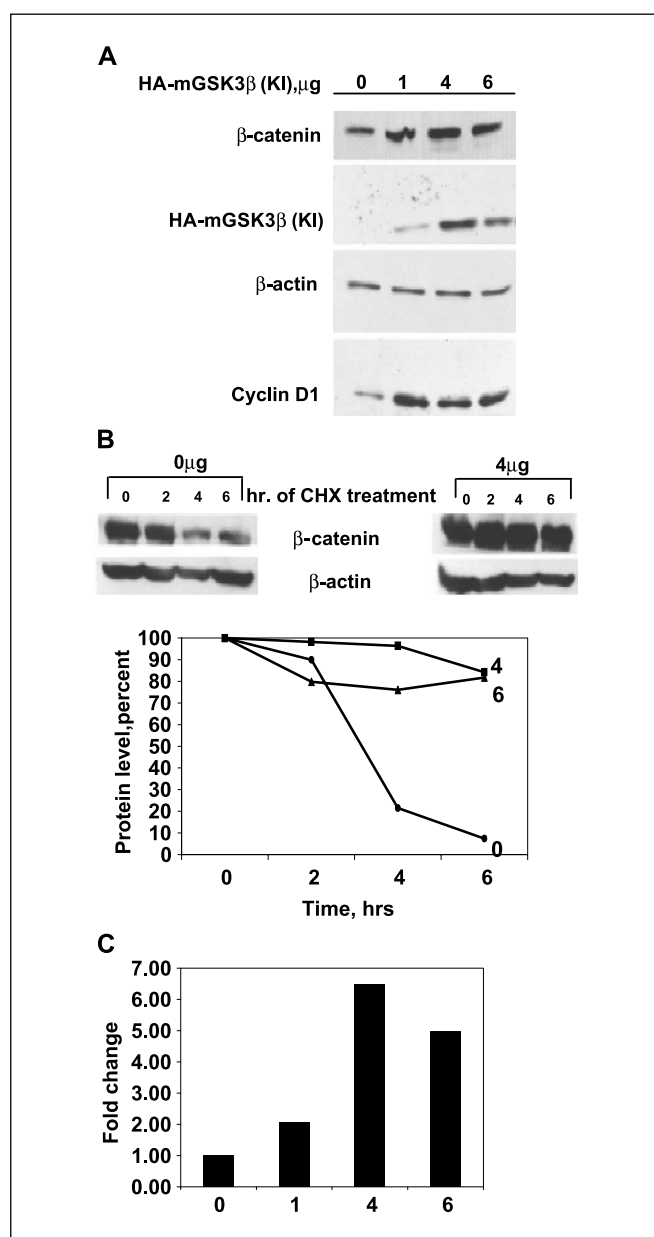 A
HA-mGSK3β (KI),μg 0 1 4 6
β-catenin
HA-mGSK3β (KI)
β-actin
Cyclin D1
B
0μg 4μg
0 2 4 6 hr. of CHX treatment 0 2 4 6
β-catenin
β-actin
100
90
80
70
60
50
40
30
20
10
0
Protein level,percent
4
6
0
0 2 4 6
Time, hrs
C
7.00
6.00
5.00
4.00
3.00
2.00
1.00
0.00
Fold change
0 1 4 6